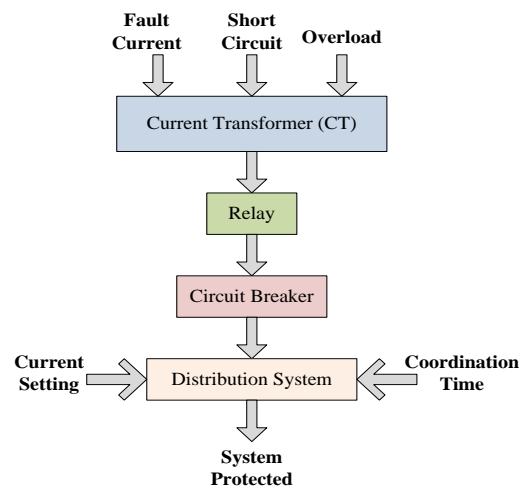 Fault
Current
Short
Circuit
Overload
Current Transformer (CT)
Relay
Circuit Breaker
Current
Setting
Distribution System
Coordination
Time
System
Protected